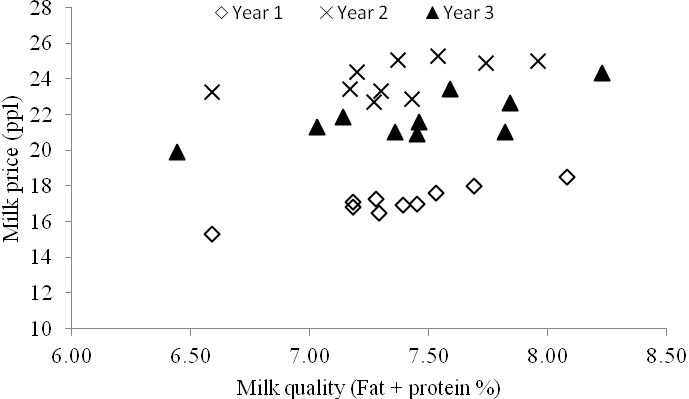 Year 1 Year 2 Year 3
28
26
24
22
20
18
16
14
12
10
Milk price (ppl)
6.00 6.50 7.00 7.50 8.00 8.50
Milk quality (Fat + protein %)